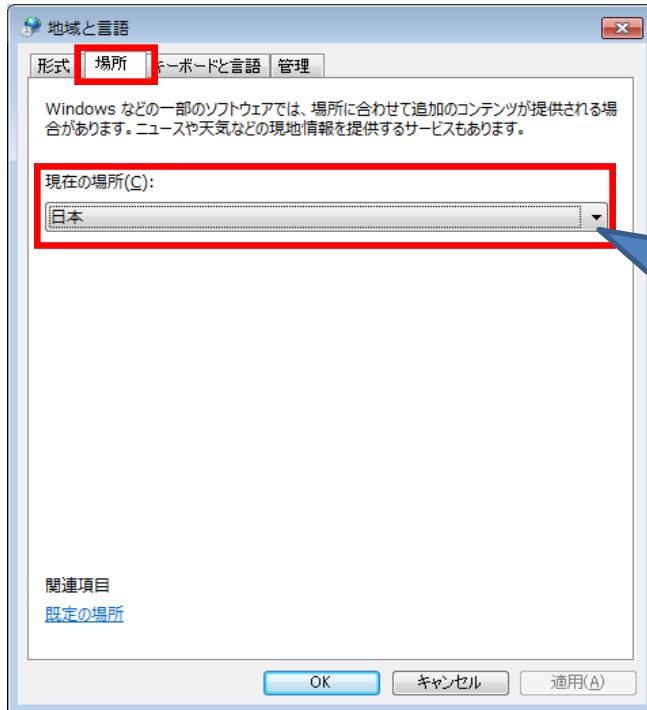 地域と言語
形式 場所 キーボードと言語 管理
Windows などの一部のソフトウェアでは、場所に合わせて追加のコンテンツが提供される場
合があります。ニュースや天気などの現地情報を提供するサービスもあります。
現在の場所(C):
日本
関連項目
既定の場所
OK キャンセル 適用(A)